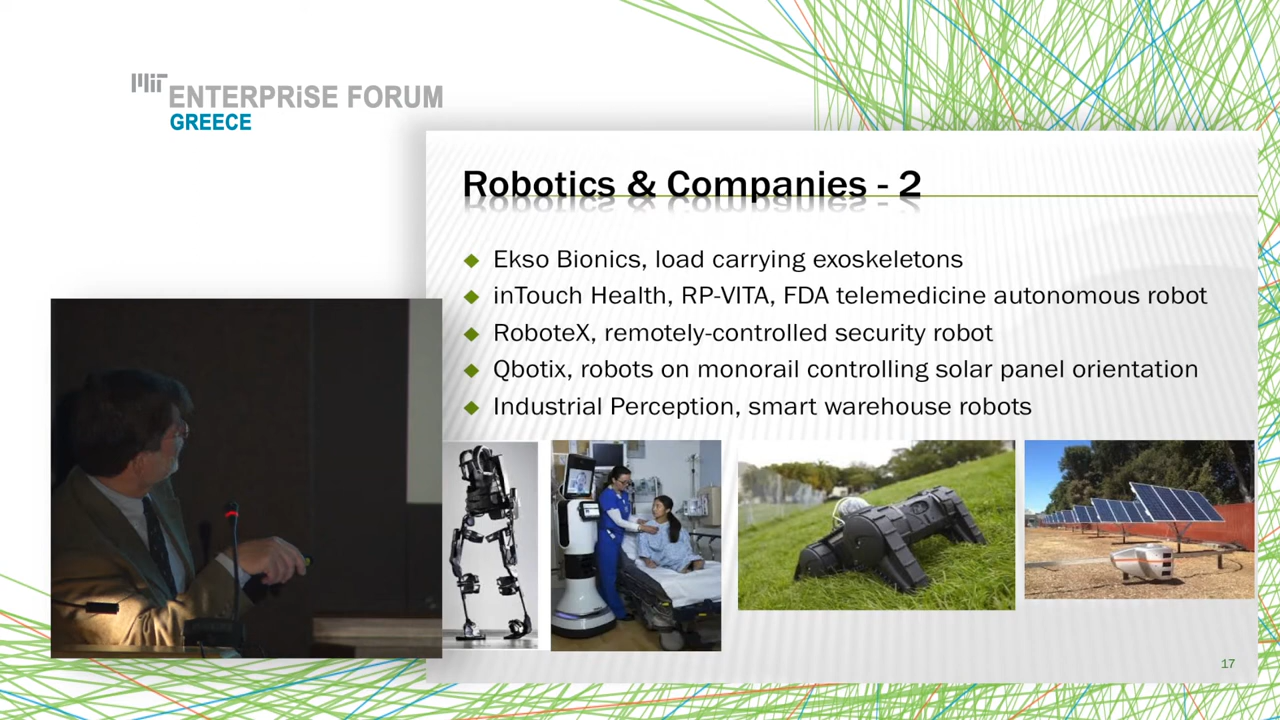 MIT
ENTERPRiSE FORUM
GREECE
Robotics & Companies - 2
Ekso Bionics, load carrying exoskeletons
inTouch Health, RP-VITA, FDA telemedicine autonomous robot
RoboteX, remotely-controlled security robot
Qbotix, robots on monorail controlling solar panel orientation
Industrial Perception, smart warehouse robots
17